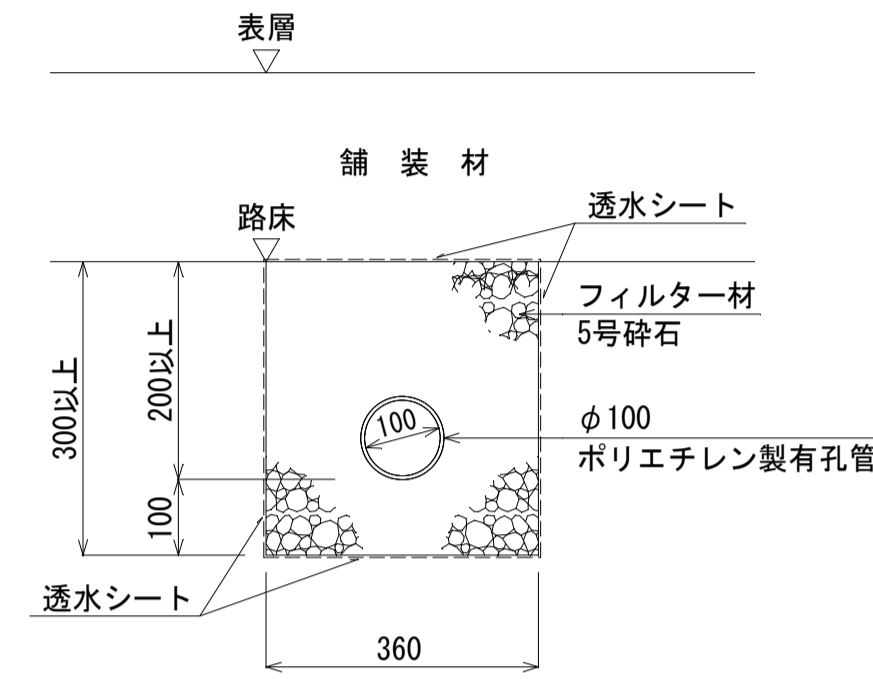 表層
舗装材
路床
透水シート
フィルター材
5号砕石
300以上
200以上
100
φ100
ポリエチレン製有孔管
100
透水シート
360